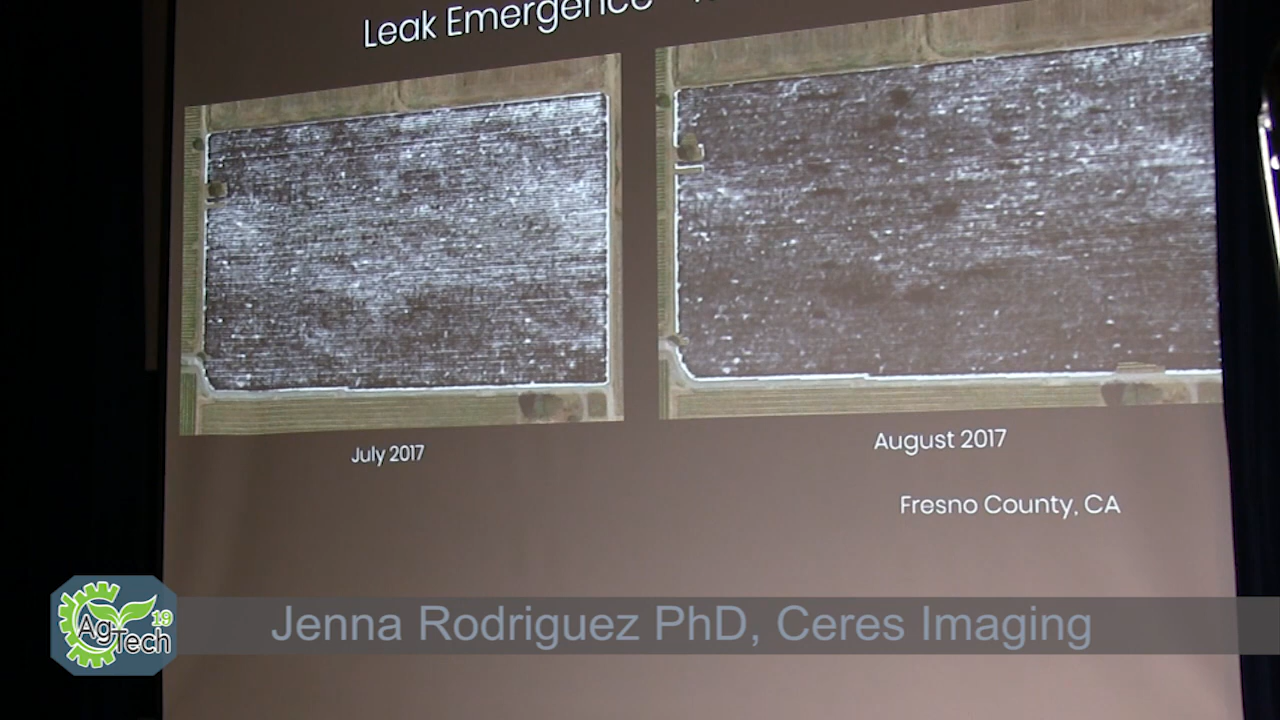 Leak Emergence
July 2017
August 2017
Fresno County, CA
AgTech 19
Jenna Rodriguez PhD, Ceres Imaging